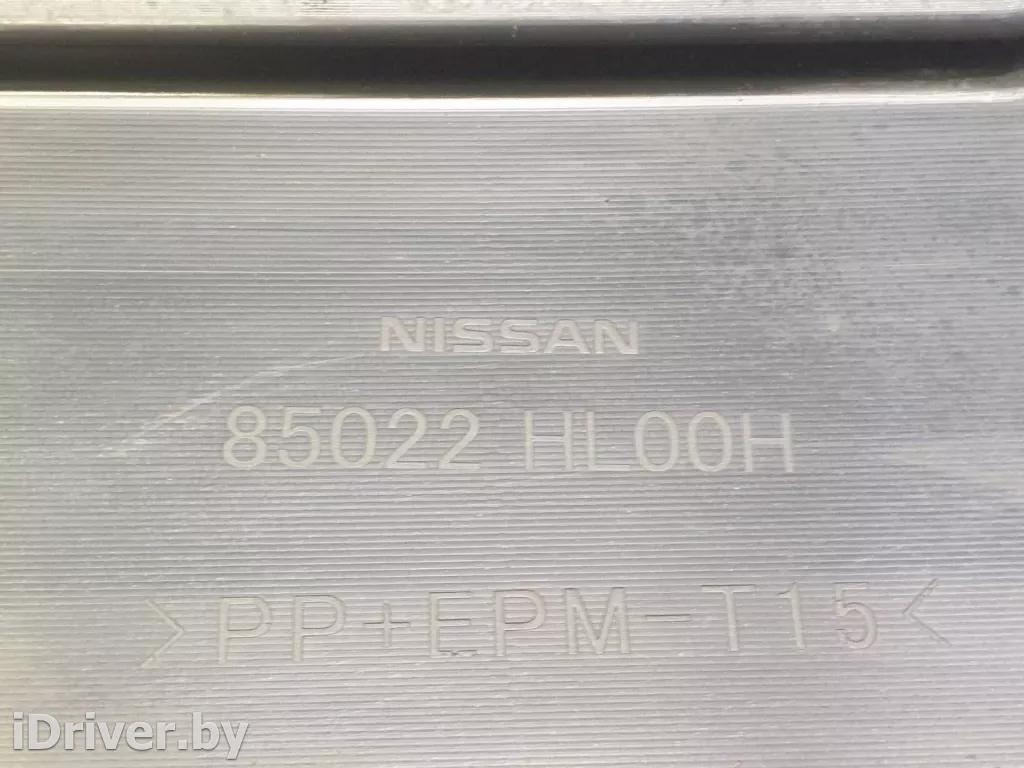 NISSAN
85022 HL00H
>PP+EPM-T15<
iDriver.by